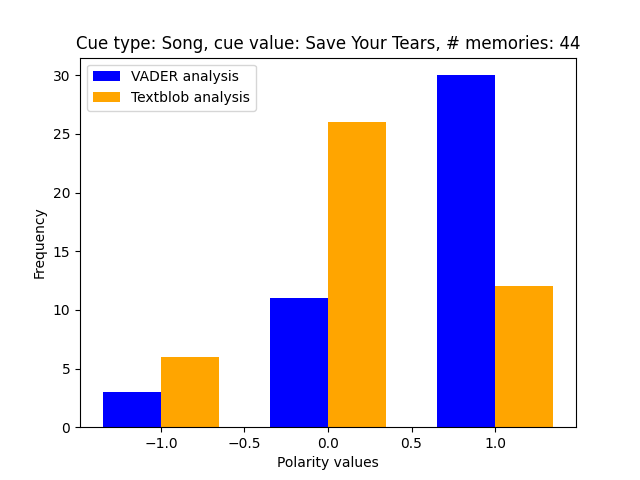 Cue type: Song, cue value: Save Your Tears, # memories: 44
VADER analysis
Textblob analysis
30
25
20
15
10
5
0
Frequency
−1.0
−0.5
0.0
0.5
1.0
Polarity values